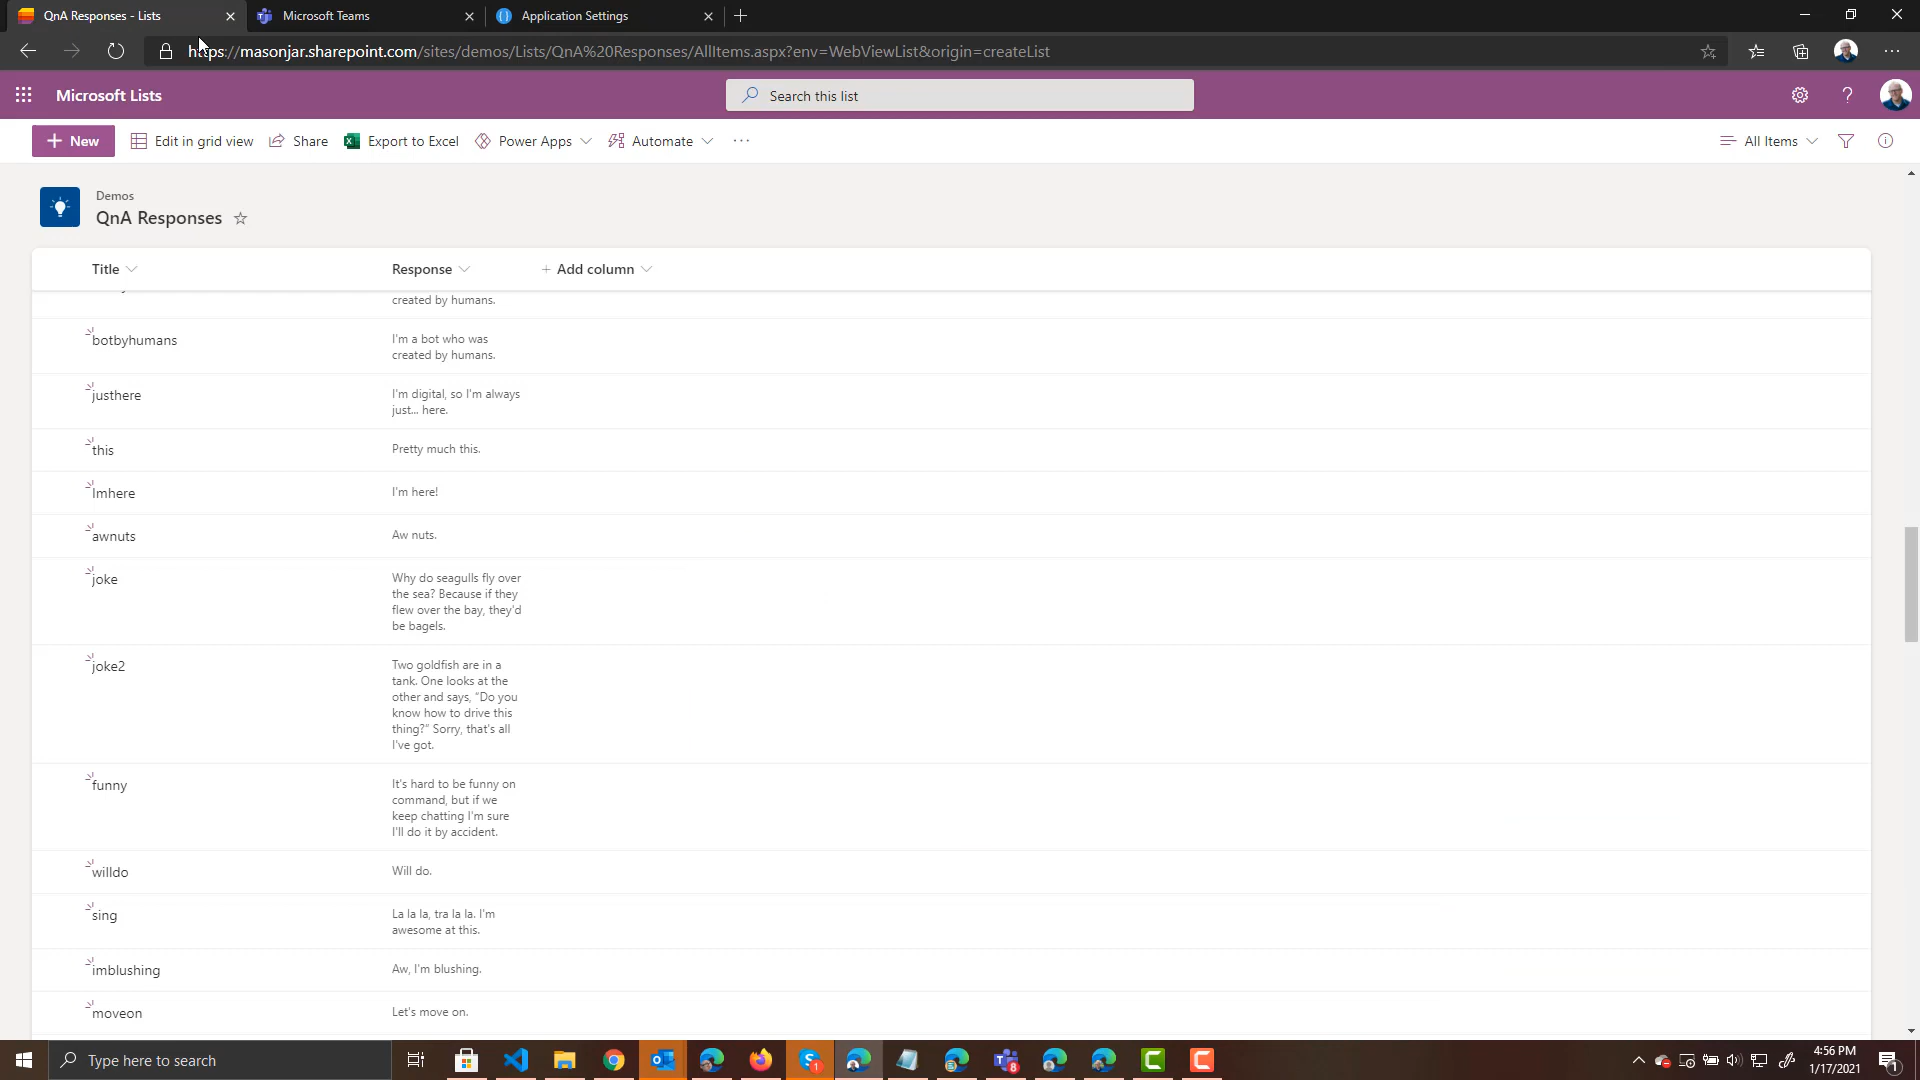 QnA Responses - Lists
Microsoft Teams
Application Settings
https://masonjar.sharepoint.com/sites/demos/Lists/QnA%20Responses/AllItems.aspx?env=WebViewList&origin=createList
Microsoft Lists
Search this list
New
Edit in grid view
Share
Export to Excel
Power Apps
Automate
All Items
Demos
QnA Responses
Title
Response
Add column
created by humans.
botbyhumans
I'm a bot who was
created by humans.
justhere
I'm digital, so I'm always
just... here.
this
Pretty much this.
Imhere
I'm here!
awnuts
Aw nuts.
joke
Why do seagulls fly over
the sea? Because if they
flew over the bay, they'd
be bagels.
joke2
Two goldfish are in a
tank. One looks at the
other and says, "Do you
know how to drive this
thing?" Sorry, that's all
I've got.
funny
It's hard to be funny on
command, but if we
keep chatting I'm sure
I'll do it by accident.
willdo
Will do.
sing
La la la, tra la la. I'm
awesome at this.
imblushing
Aw, I'm blushing.
moveon
Let's move on.
Type here to search
1
8
4:56 PM
1/17/2021
1